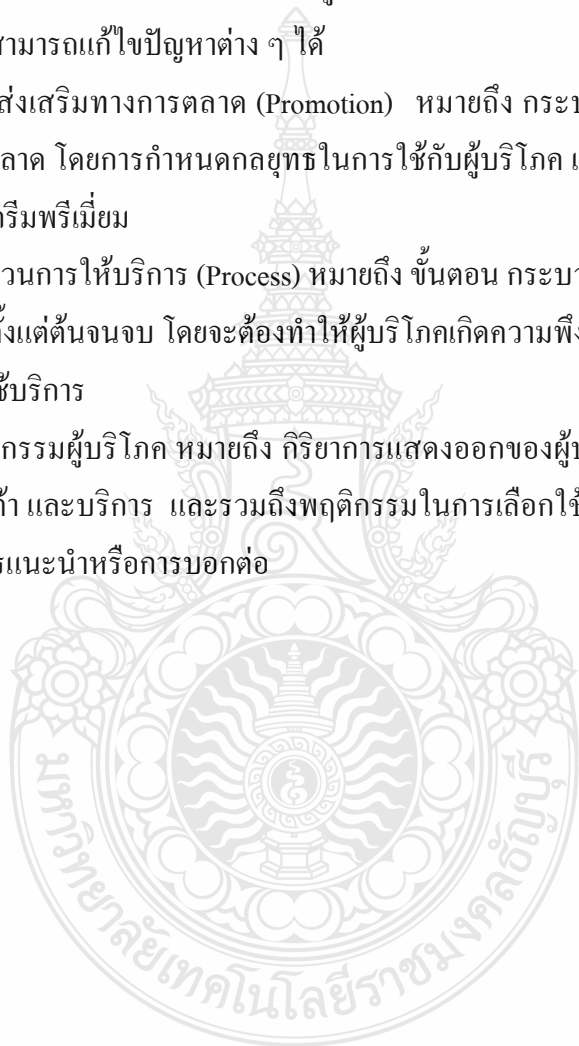 สามารถแก้ไขปัญหาต่าง ๆ ได้
ส่งเสริมทางการตลาด (Promotion) หมายถึง กระบ
ลาด โดยการกำหนดกลยุทธในการใช้กับผู้บริโภค แ
ครีมพรีเมี่ยม
วนการให้บริการ (Process) หมายถึง ขั้นตอน กระบว
ตั้งแต่ต้นจนจบ โดยจะต้องทำให้ผู้บริโภคเกิดความพึง
ช้บริการ
กรรมผู้บริโภค หมายถึง กิริยาการแสดงออกของผู้บ
ค้า และบริการ และรวมถึงพฤติกรรมในการเลือกใช้
รแนะนำหรือการบอกต่อ
มหาวิทยาลัยเทคโนโลยีราชมงคลธัญบุรี